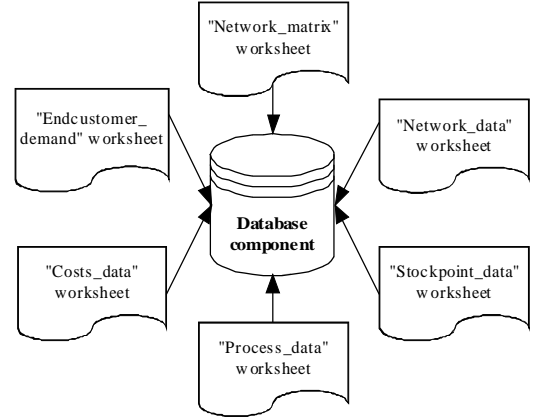 "Network_matrix"
worksheet
"Endcustomer_
demand" worksheet
"Network_data"
worksheet
Database
component
"Costs_data"
worksheet
"Stockpoint_data"
worksheet
"Process_data"
worksheet